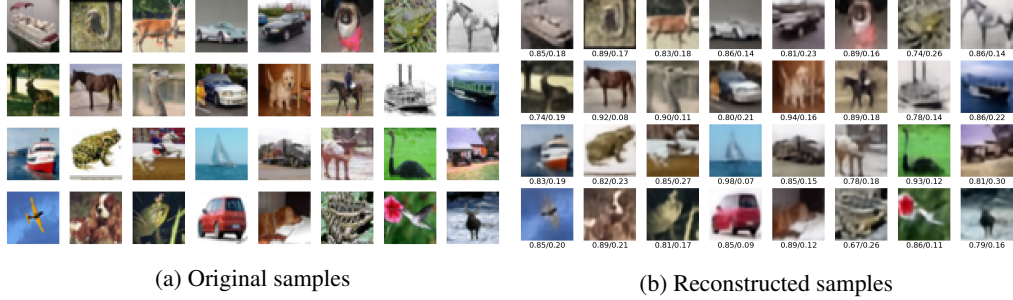 0.85/0.18 0.89/0.17 0.83/0.18 0.86/0.14 0.81/0.23 0.89/0.16 0.74/0.26 0.86/0.14
0.74/0.19 0.92/0.08 0.90/0.11 0.80/0.21 0.94/0.16 0.89/0.18 0.78/0.14 0.86/0.22
0.83/0.19 0.82/0.23 0.85/0.27 0.98/0.07 0.85/0.15 0.78/0.18 0.93/0.12 0.81/0.30
0.85/0.20 0.89/0.21 0.81/0.17 0.85/0.09 0.89/0.12 0.67/0.26 0.86/0.11 0.79/0.16
(a) Original samples
(b) Reconstructed samples